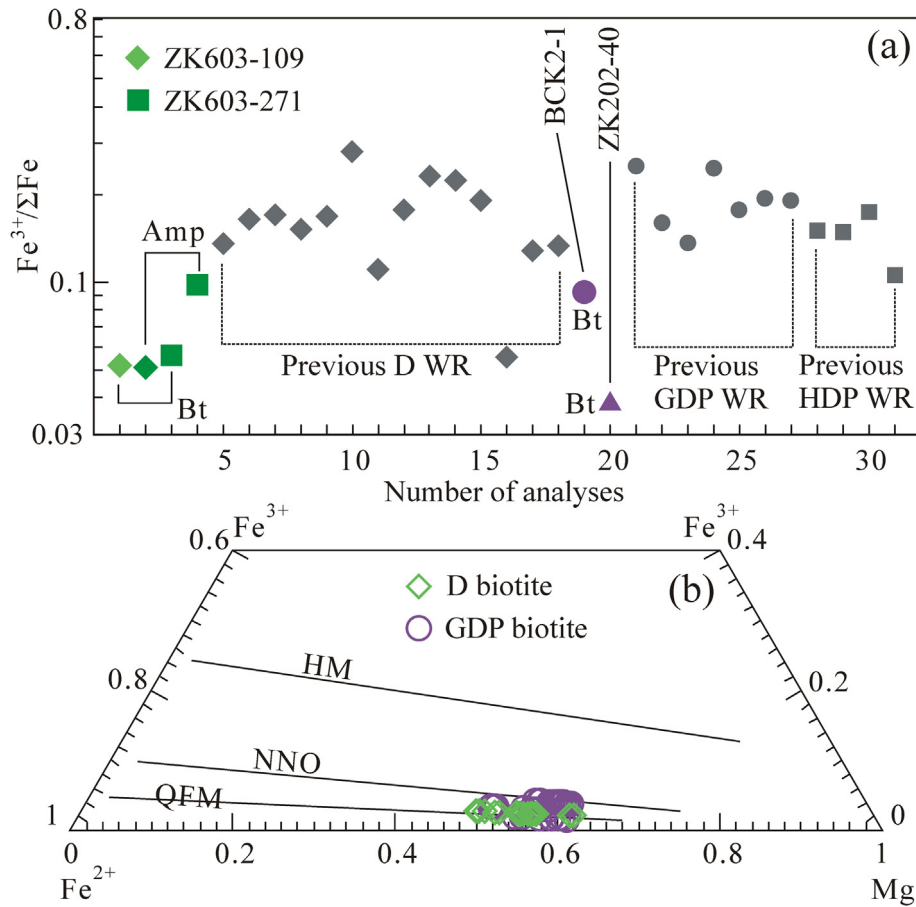 0.8
(a)
ZK603-109
ZK603-271
BCK2-1
ZK202-40
Fe³⁺/ΣFe
Amp
0.1
Bt
Previous D WR
Bt
Previous
GDP WR
Previous
HDP WR
Bt
0.03
5 10 15 20 25 30
Number of analyses
Fe³⁺ Fe³⁺
0.6 0.4
(b)
D biotite
GDP biotite
HM
0.8 0.2
NNO
QFM
1 0
0 0.2 0.4 0.6 0.8 1
Fe²⁺ Mg